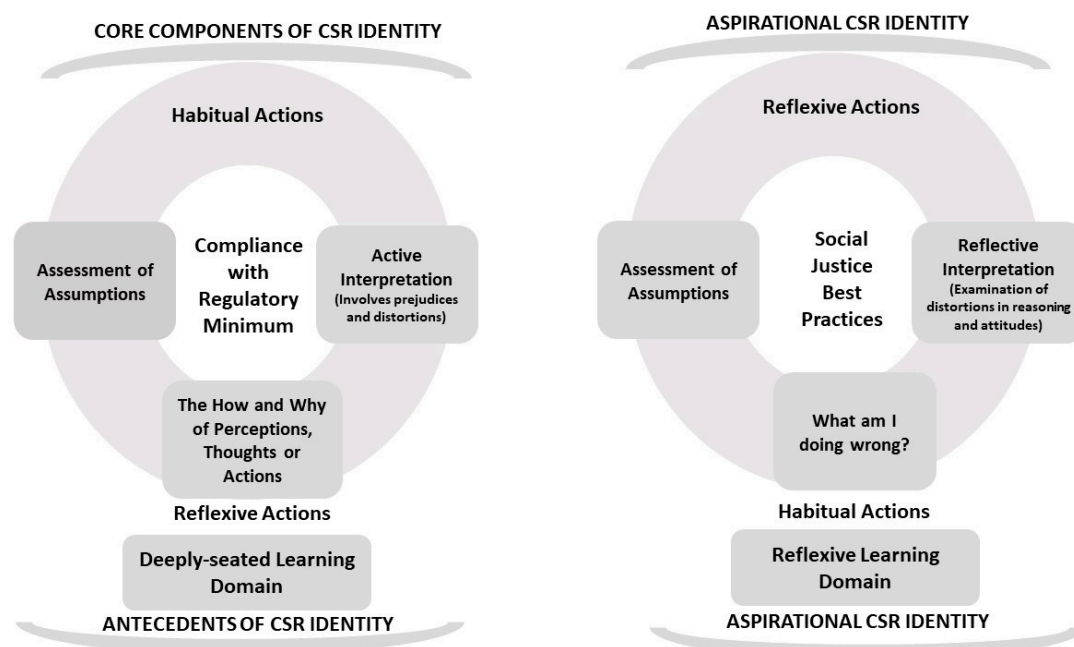 CORE COMPONENTS OF CSR IDENTITY
Habitual Actions
Assessment of
Assumptions
Compliance
with
Regulatory
Minimum
Active
Interpretation
(Involves prejudices
and distortions)
The How and Why
of Perceptions,
Thoughts or
Actions
Reflexive Actions
Deeply-seated Learning
Domain
ANTECEDENTS OF CSR IDENTITY
ASPIRATIONAL CSR IDENTITY
Reflexive Actions
Assessment of
Assumptions
Social
Justice
Best
Practices
Reflective
Interpretation
(Examination of
distortions in reasoning
and attitudes)
What am I
doing wrong?
Habitual Actions
Reflexive Learning
Domain
ASPIRATIONAL CSR IDENTITY